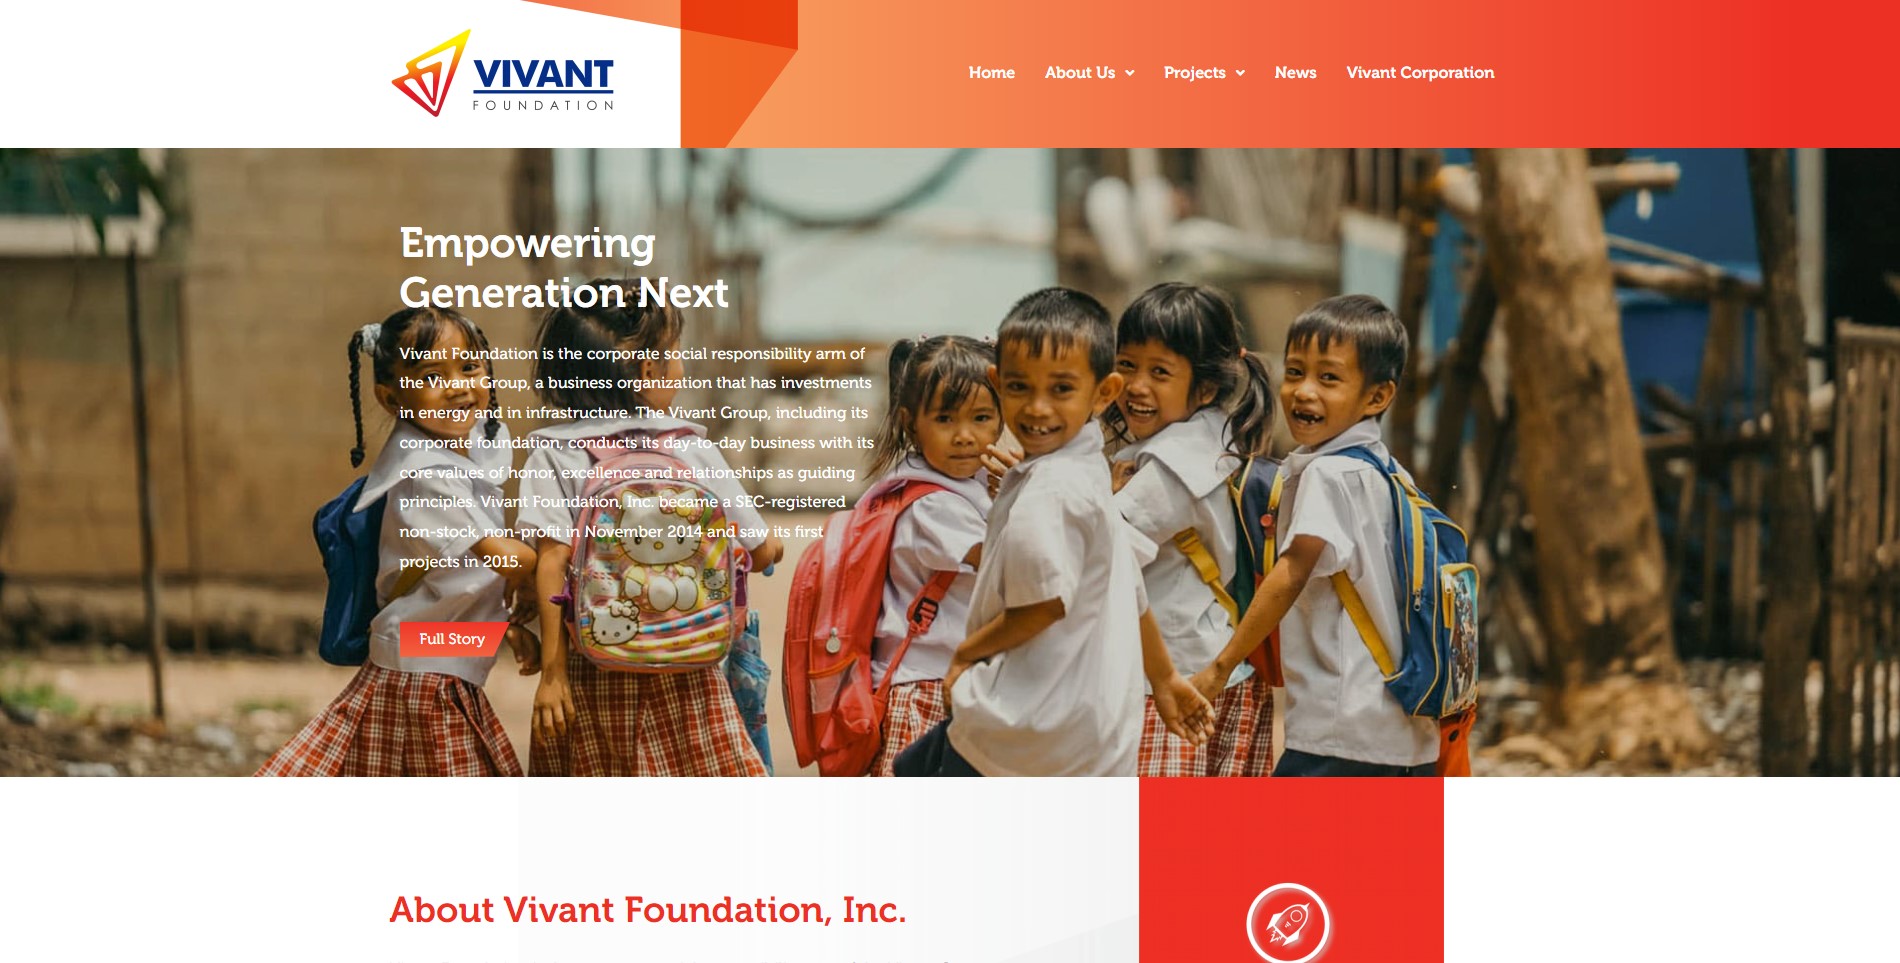 VIVANT
FOUNDATION
Home About Us Projects News Vivant Corporation
Empowering
Generation Next
Vivant Foundation is the corporate social responsibility arm of
the Vivant Group, a business organization that has investments
in energy and in infrastructure. The Vivant Group, including its
corporate foundation, conducts its day-to-day business with its
core values of honor, excellence and relationships as guiding
principles. Vivant Foundation, Inc. became a SEC-registered
non-stock, non-profit in November 2014 and saw its first
projects in 2015.
Full Story
About Vivant Foundation, Inc.